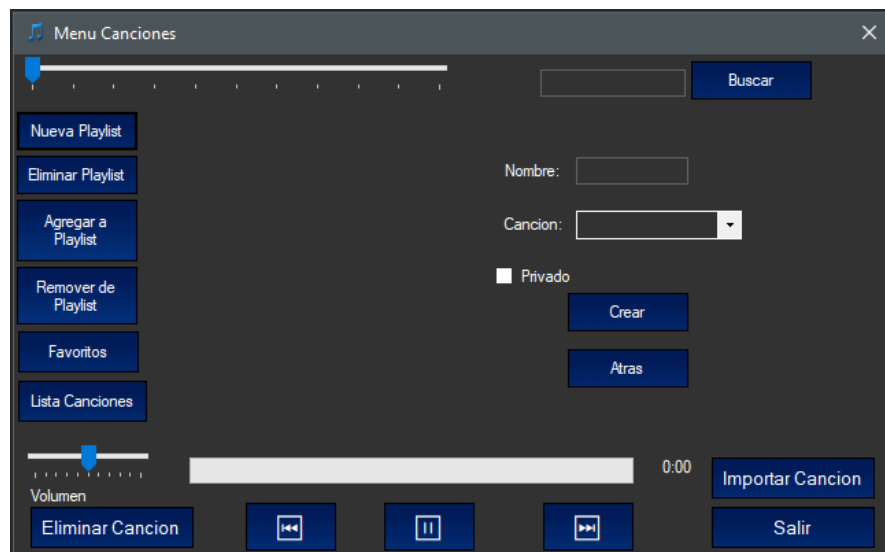 Menu Canciones
Buscar
Nueva Playlist
Eliminar Playlist
Nombre:
Agregar a
Playlist
Cancion:
Remover de
Playlist
Privado
Crear
Favoritos
Atras
Lista Canciones
0:00
Importar Cancion
Volumen
Eliminar Cancion
Salir